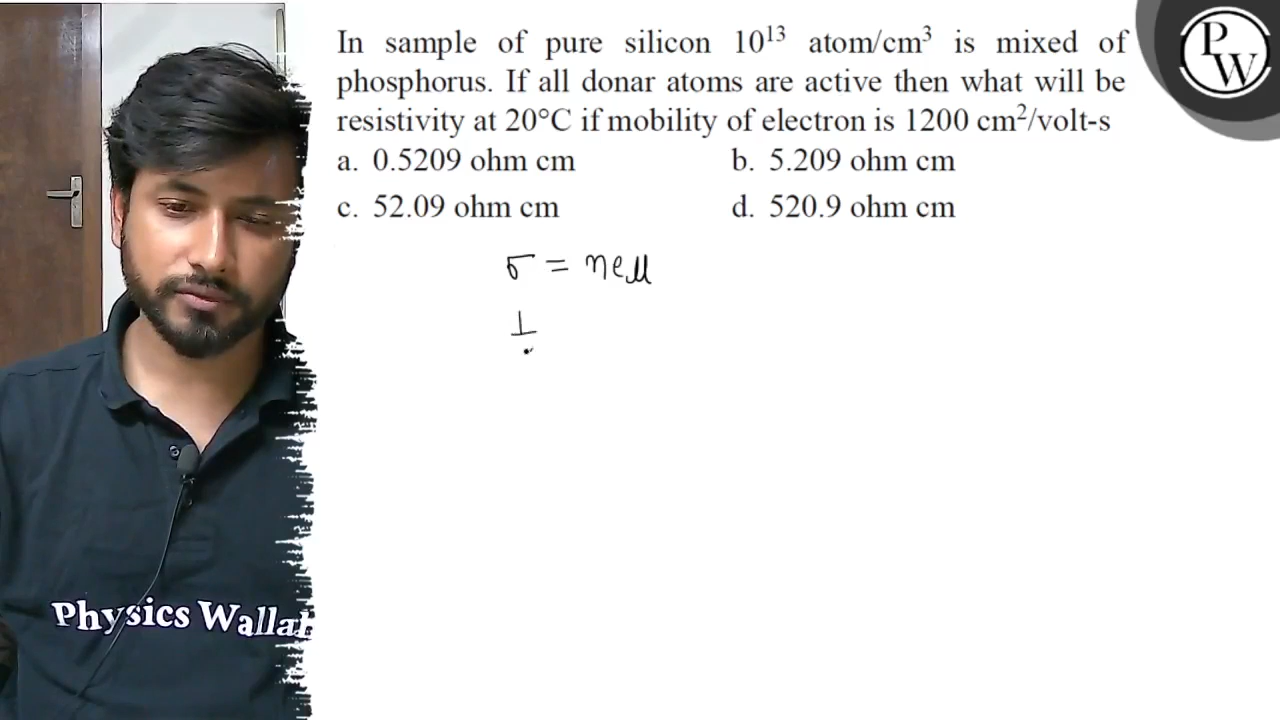 In sample of pure silicon 10¹³ atom/cm³ is mixed of
phosphorus. If all donar atoms are active then what will be
resistivity at 20°C if mobility of electron is 1200 cm²/volt-s
a. 0.5209 ohm cm b. 5.209 ohm cm
c. 52.09 ohm cm d. 520.9 ohm cm
σ = neμ
1
P
W
Physics Wallah